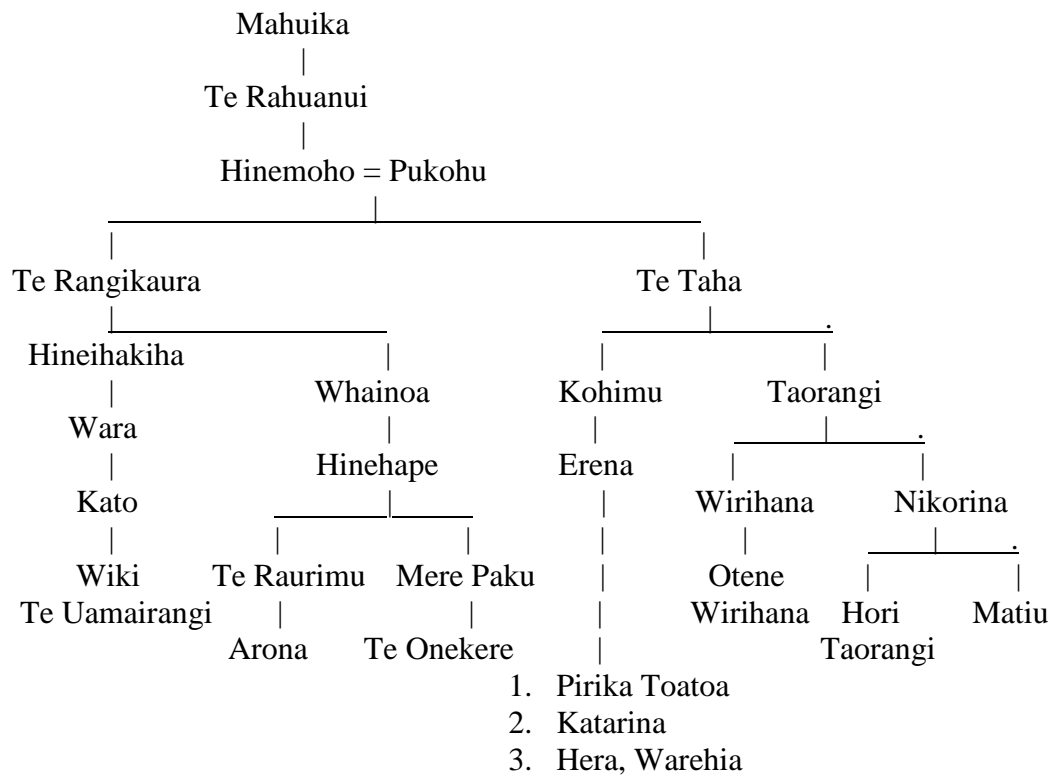 Mahuika
Te Rahuanui
Hinemoho = Pukohu
Te Rangikaura Te Taha
Hineihakiha
Whainoa Kohimu Taorangi
Wara
Hinehape Erena
Kato Wirihana Nikorina
Wiki Te Raurimu Mere Paku Otene
Te Uamairangi Wirihana Hori Matiu
Arona Te Onekere Taorangi
1. Pirika Toatoa
2. Katarina
3. Hera, Warehia